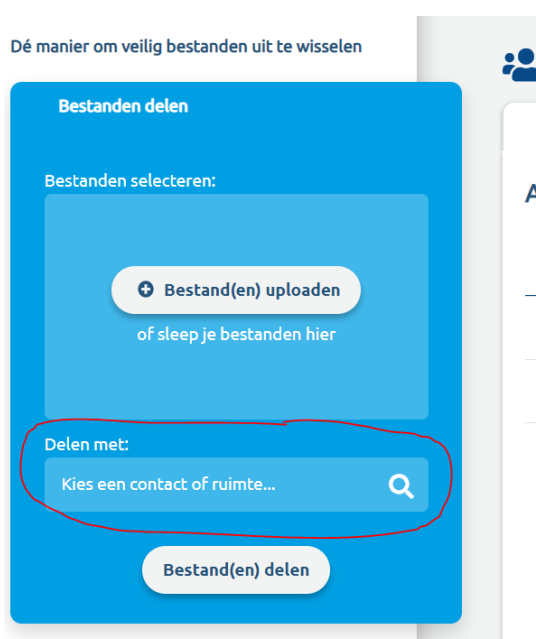 Dé manier om veilig bestanden uit te wisselen
Bestanden delen
Bestanden selecteren:
Bestand(en) uploaden
of sleep je bestanden hier
Delen met:
Kies een contact of ruimte...
Bestand(en) delen